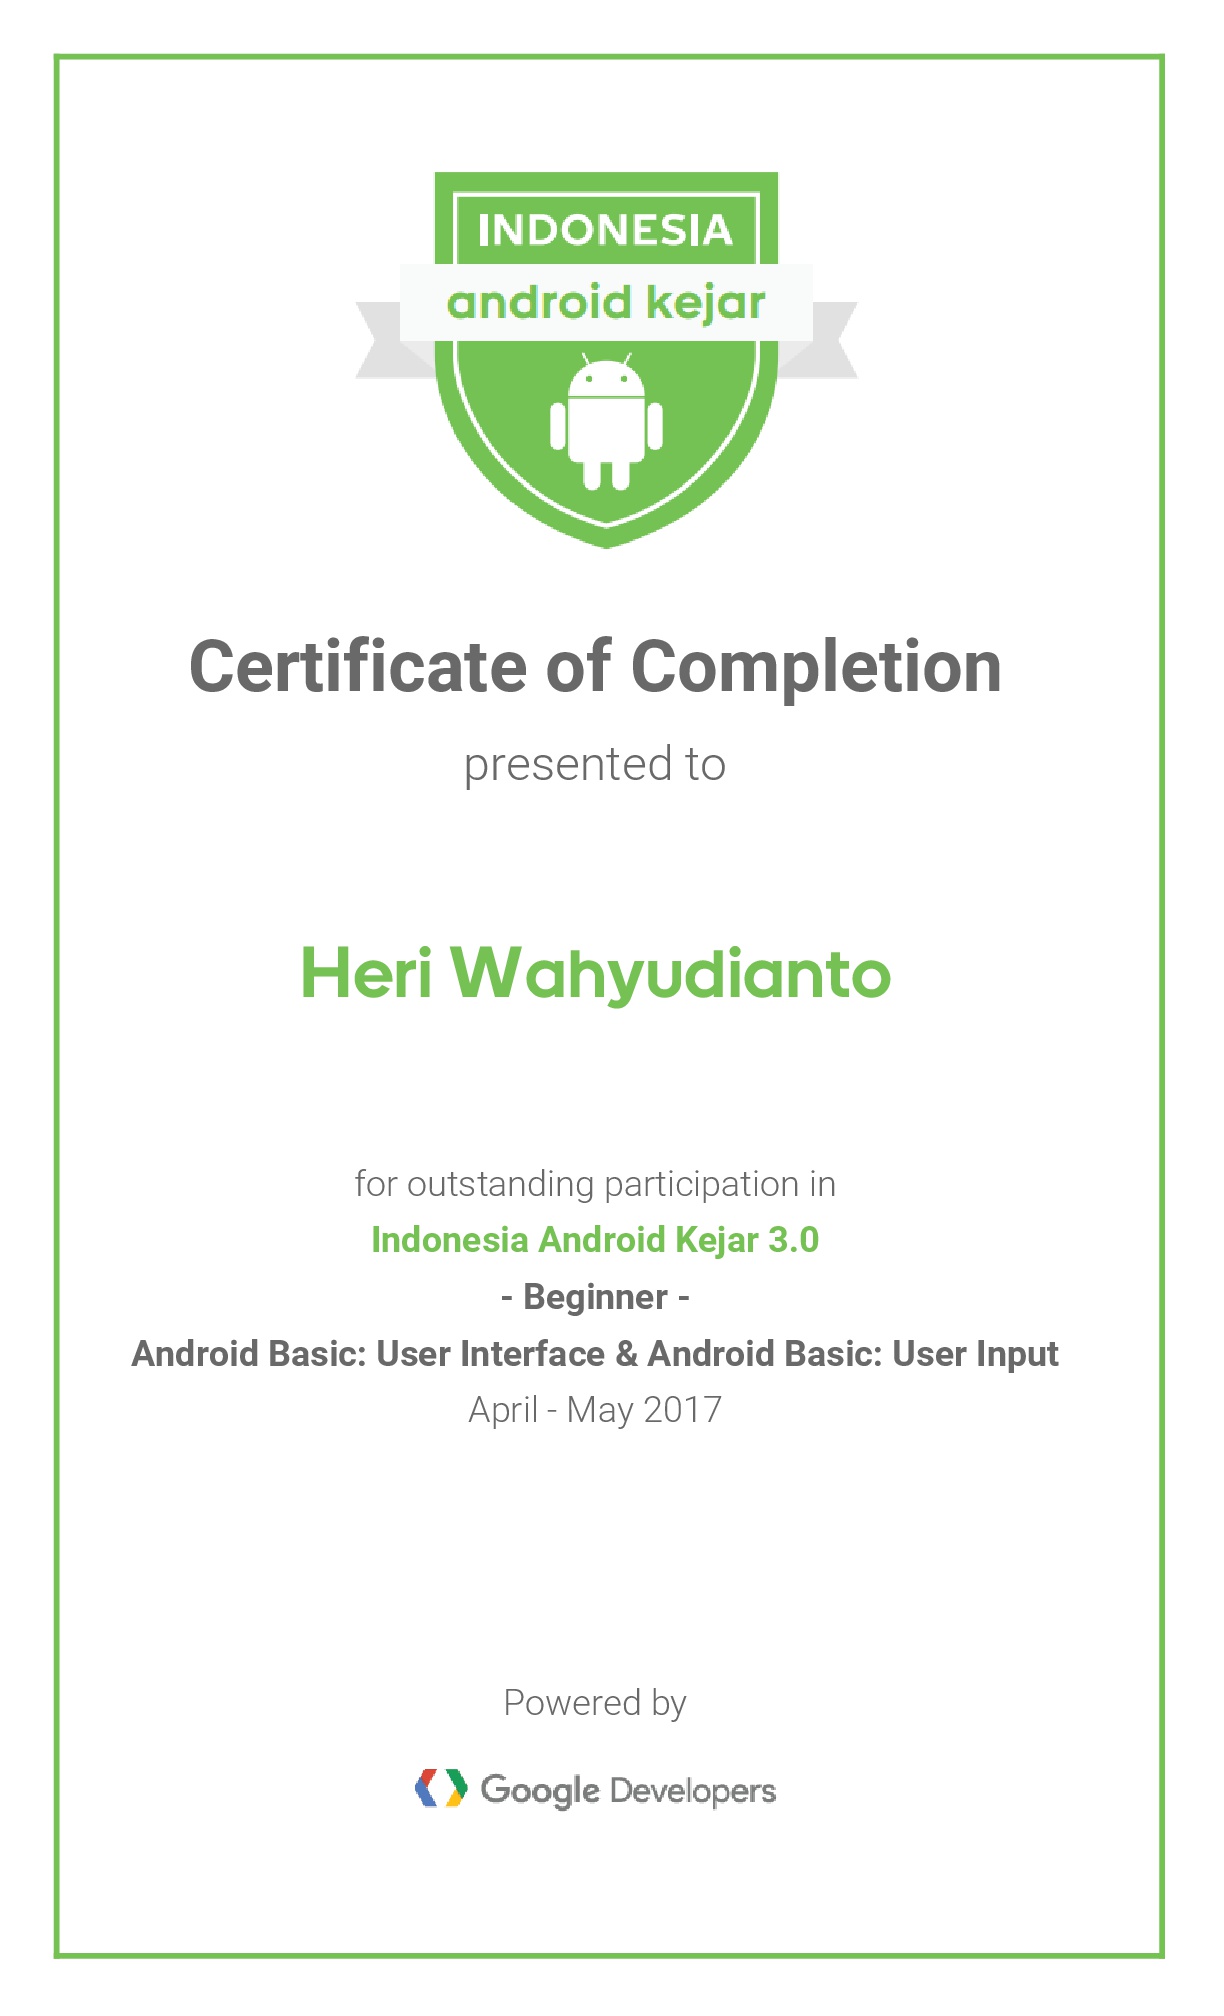 INDONESIA
android kejar
Certificate of Completion
presented to
Heri Wahyudianto
for outstanding participation in
Indonesia Android Kejar 3.0
- Beginner -
Android Basic: User Interface & Android Basic: User Input
April - May 2017
Powered by
Google Developers